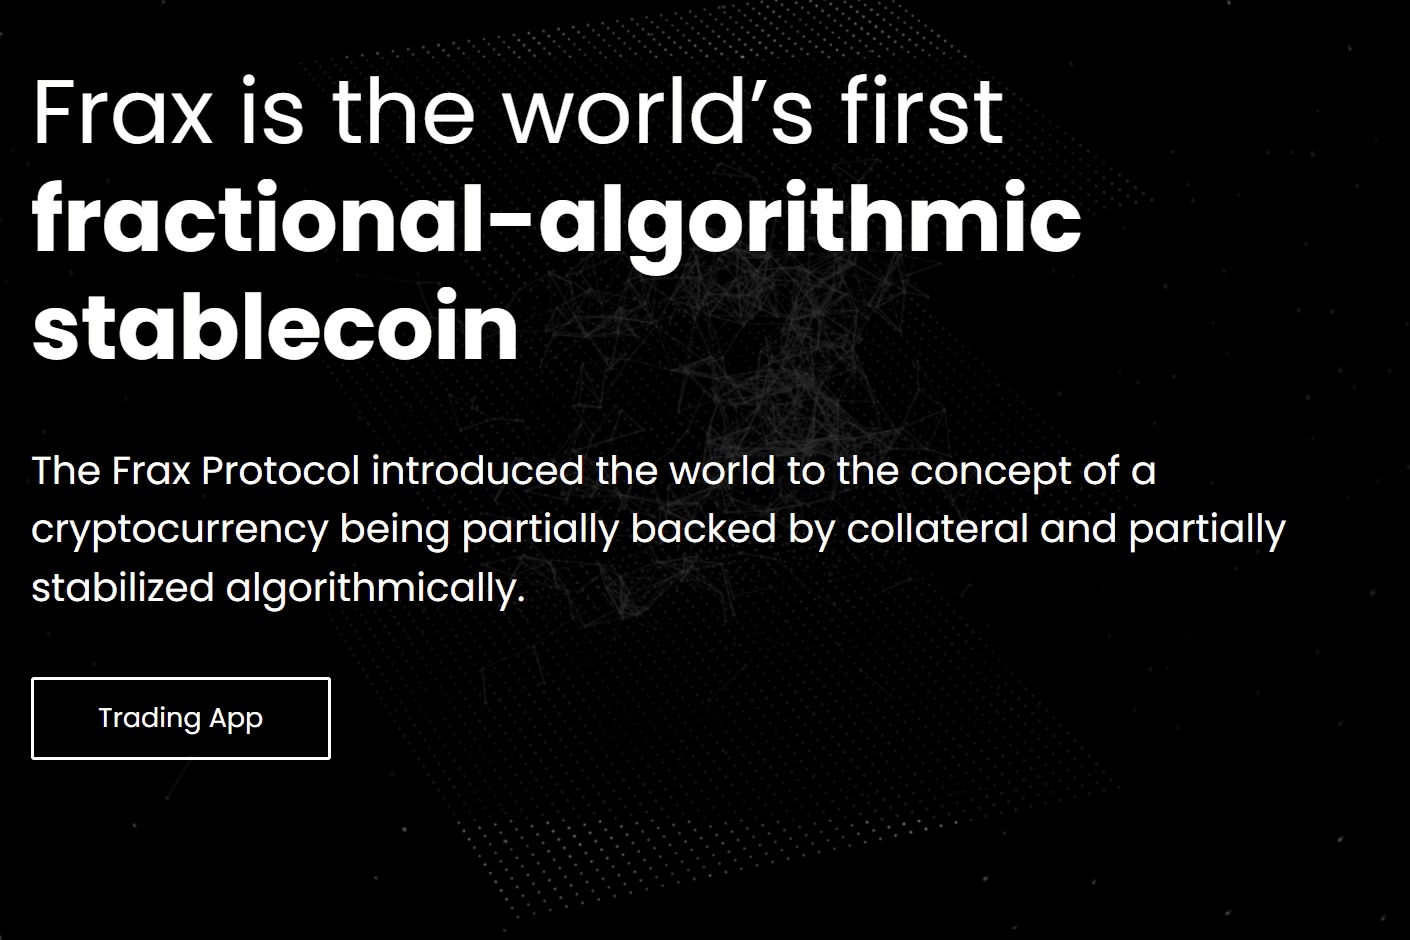 Frax is the world’s first
fractional-algorithmic
stablecoin
The Frax Protocol introduced the world to the concept of a
cryptocurrency being partially backed by collateral and partially
stabilized algorithmically.
Trading App